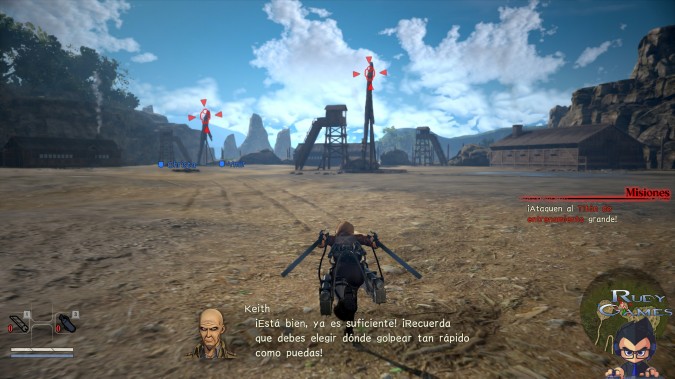 Misiones
¡Ataquen al Titán de
entrenamiento grande!
Keith
¡Está bien, ya es suficiente! ¡Recuerda
que debes elegir dónde golpear tan rápido
como puedas!
RUEY
GAMES